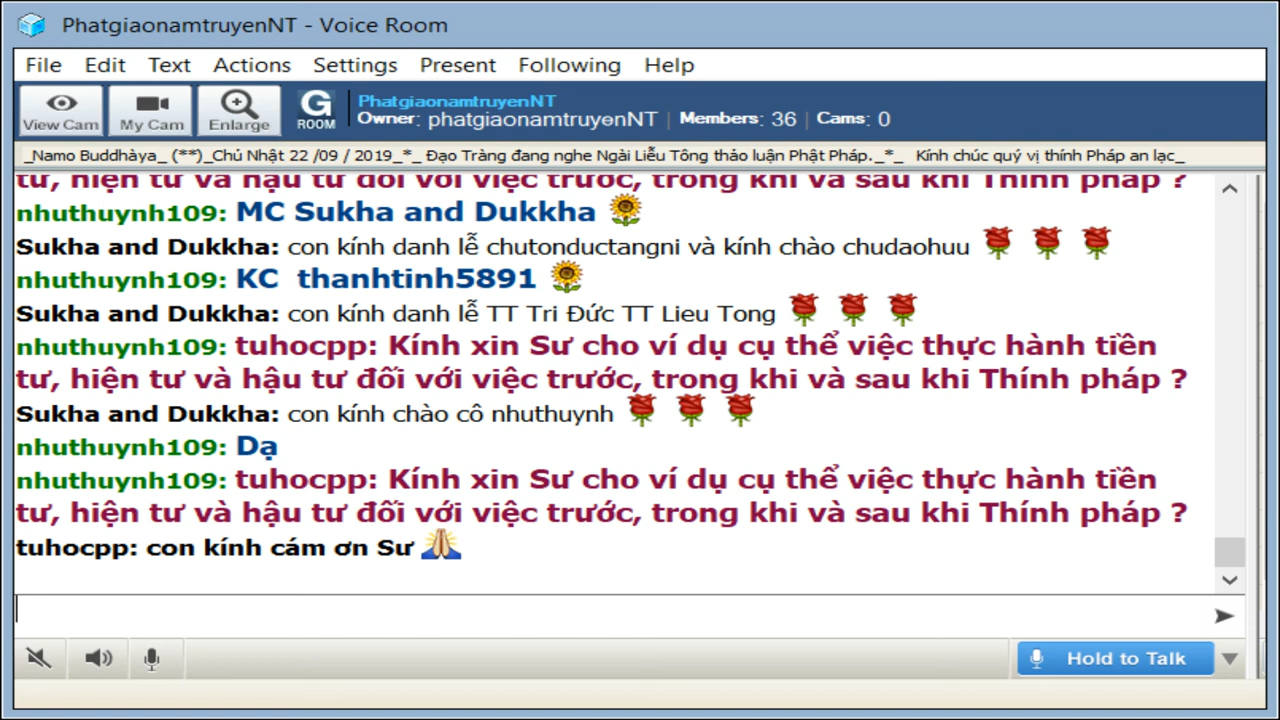 PhatgiaonamtruyenNT - Voice Room
File Edit Text Actions Settings Present Following Help
View Cam My Cam Enlarge G ROOM PhatgiaonamtruyenNT
Owner: phatgiaonamtruyenNT | Members: 36 | Cams: 0
_Namo Buddhàya_ (**)_Chủ Nhật 22 /09 / 2019_*_ Đạo Tràng đang nghe Ngài Liễu Tông thảo luận Phật Pháp._*_ Kính chúc quý vị thính Pháp an lạc_
tư, hiện tư và hậu tư đối với việc trước, trong khi và sau khi Thính pháp ?
nhuthuynh109: MC Sukha and Dukkha 🌻
Sukha and Dukkha: con kính danh lễ chutonductangni và kính chào chudaohuu 🌹 🌹 🌹
nhuthuynh109: KC thanhtinh5891 🌻
Sukha and Dukkha: con kính danh lễ TT Tri Đức TT Lieu Tong 🌹 🌹 🌹
nhuthuynh109: tuhocpp: Kính xin Sư cho ví dụ cụ thể việc thực hành tiền
tư, hiện tư và hậu tư đối với việc trước, trong khi và sau khi Thính pháp ?
Sukha and Dukkha: con kính chào cô nhuthuynh 🌹 🌹 🌹
nhuthuynh109: Dạ
nhuthuynh109: tuhocpp: Kính xin Sư cho ví dụ cụ thể việc thực hành tiền
tư, hiện tư và hậu tư đối với việc trước, trong khi và sau khi Thính pháp ?
tuhocpp: con kính cám ơn Sư 🙏
Hold to Talk